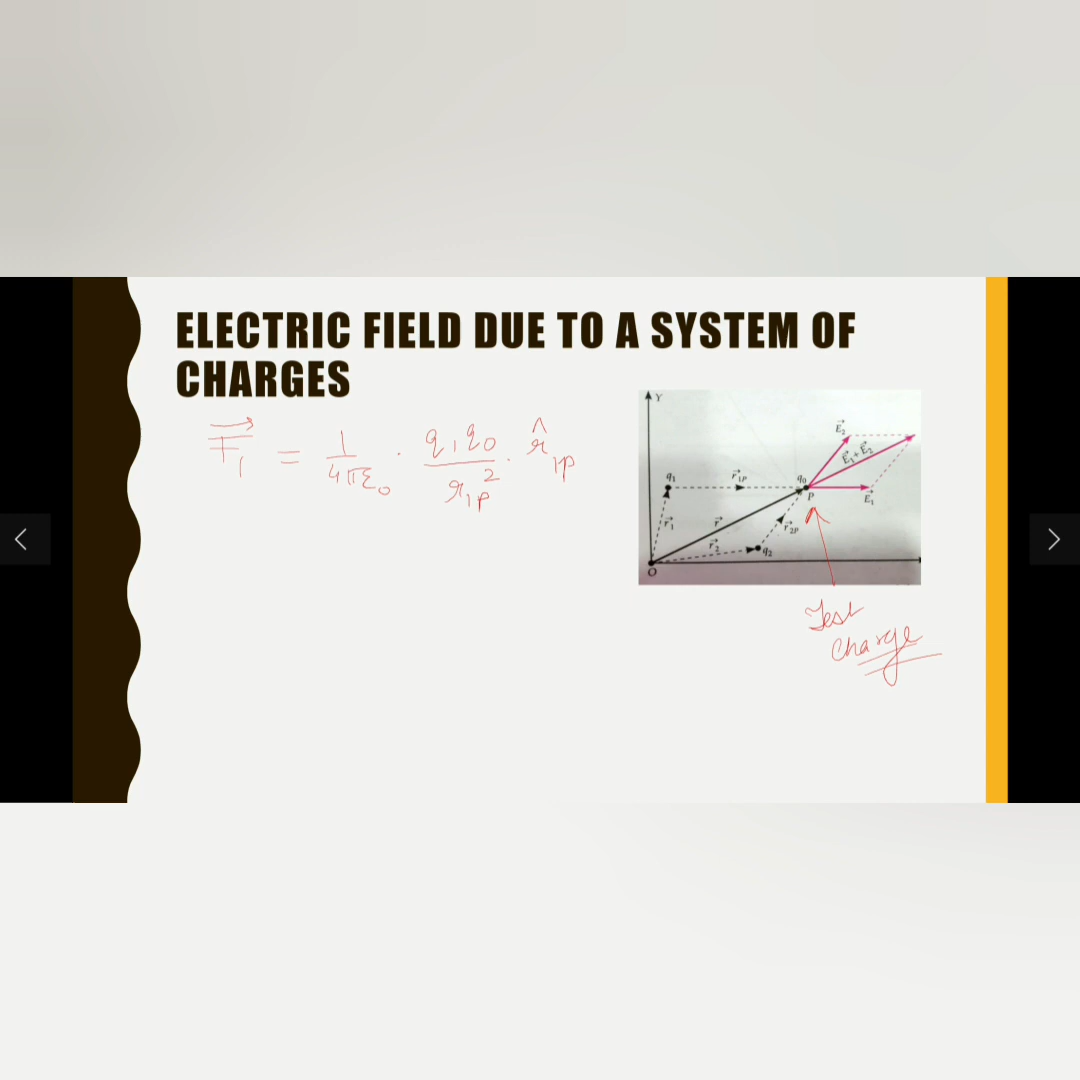 ELECTRIC FIELD DUE TO A SYSTEM OF
CHARGES
F⃗₁ = 1/4πε₀ · q₁q₀/r₁ₚ² · r̂₁ₚ
Y
E⃗₂
E⃗₁+E⃗₂
q₁
r⃗₁ₚ
q₀
P
E⃗₁
r⃗₁
r⃗
r⃗₂ₚ
r⃗₂
q₂
O
Test
Charge